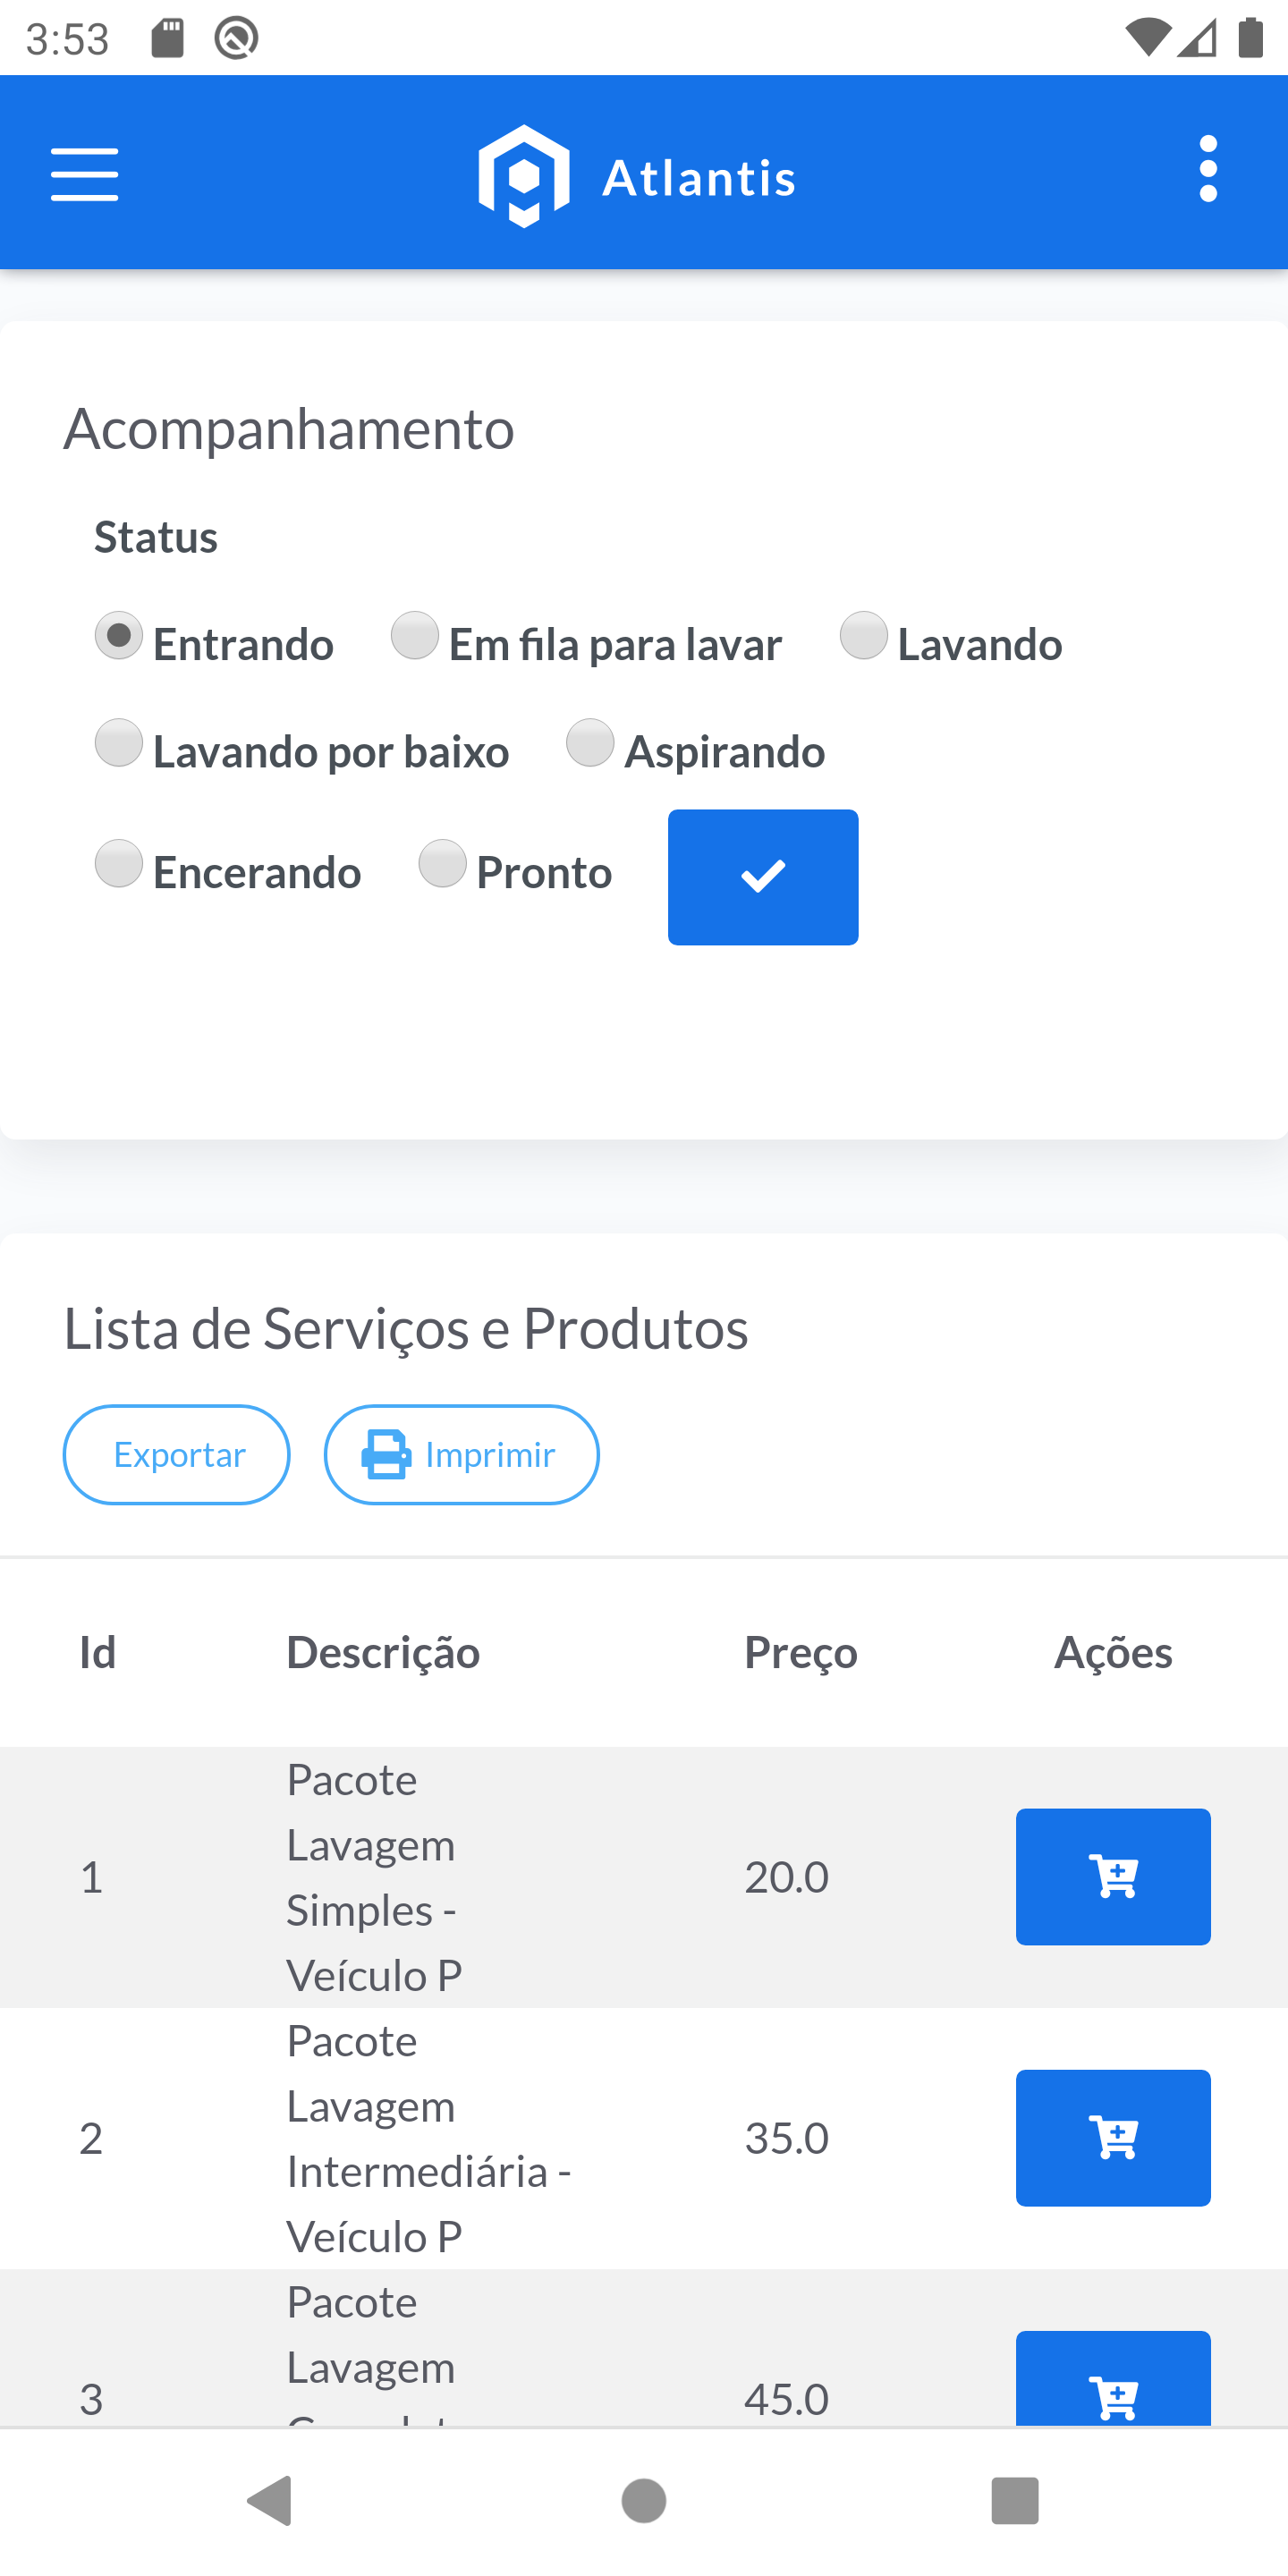 3:53
Atlantis
Acompanhamento
Status
Entrando Em fila para lavar Lavando
Lavando por baixo Aspirando
Encerando Pronto
Lista de Serviços e Produtos
Exportar Imprimir
Id Descrição Preço Ações
Pacote
Lavagem
1 20.0
Simples -
Veículo P
Pacote
Lavagem
2 35.0
Intermediária -
Veículo P
Pacote
Lavagem
3 45.0